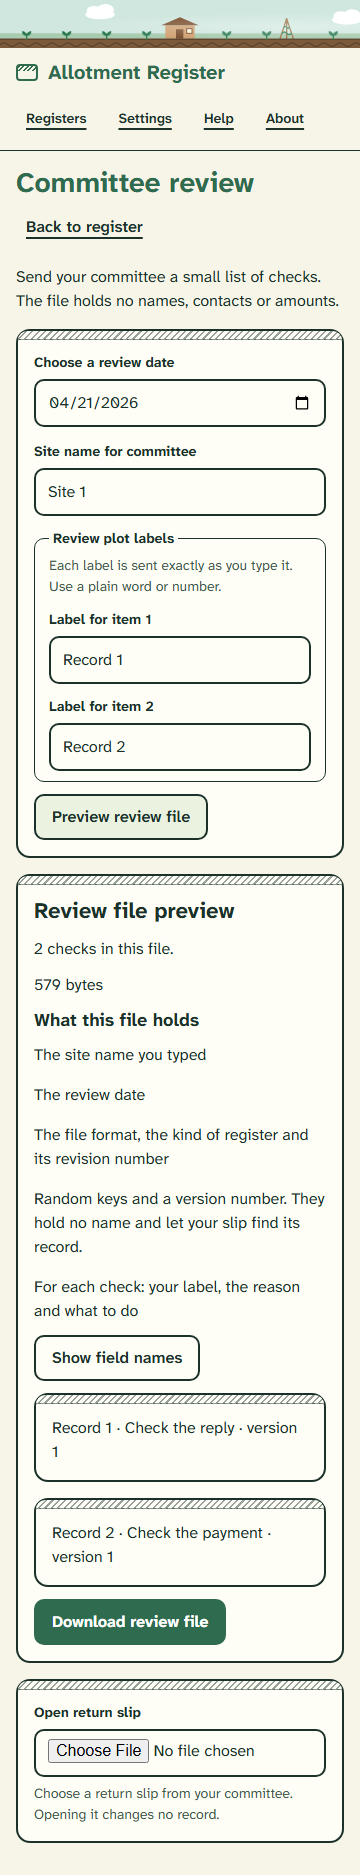 Allotment Register
Registers Settings Help About
Committee review
Back to register
Send your committee a small list of checks.
The file holds no names, contacts or amounts.
Choose a review date
04/21/2026
Site name for committee
Site 1
Review plot labels
Each label is sent exactly as you type it.
Use a plain word or number.
Label for item 1
Record 1
Label for item 2
Record 2
Preview review file
Review file preview
2 checks in this file.
579 bytes
What this file holds
The site name you typed
The review date
The file format, the kind of register and
its revision number
Random keys and a version number. They
hold no name and let your slip find its
record.
For each check: your label, the reason
and what to do
Show field names
Record 1 · Check the reply · version
1
Record 2 · Check the payment ·
version 1
Download review file
Open return slip
Choose File No file chosen
Choose a return slip from your committee.
Opening it changes no record.